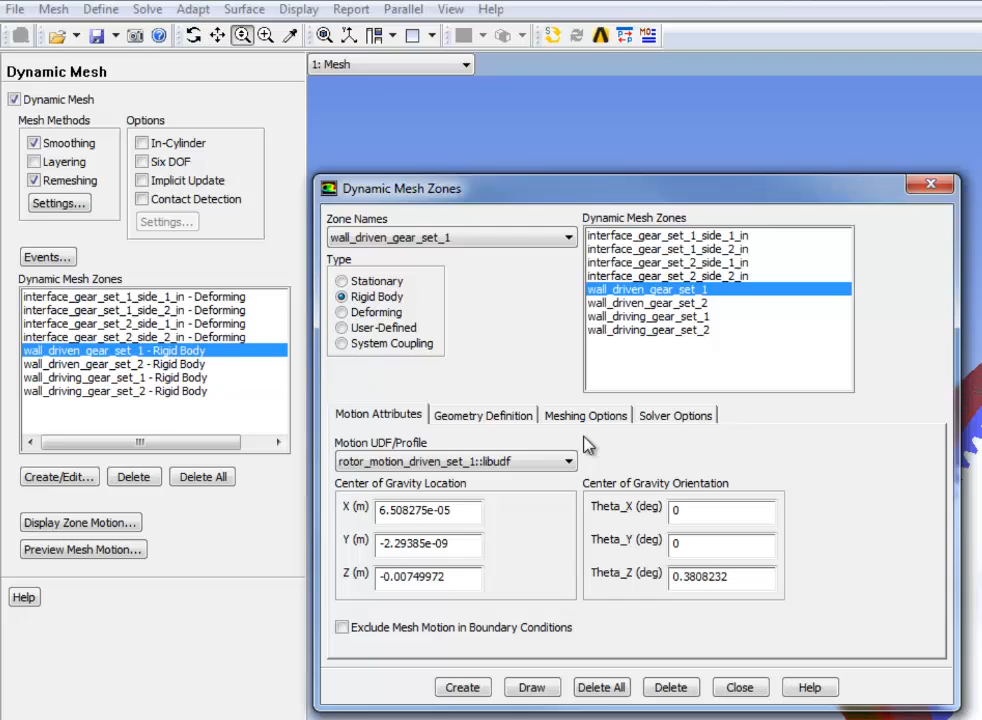 File Mesh Define Solve Adapt Surface Display Report Parallel View Help
1: Mesh
Dynamic Mesh
Dynamic Mesh
Mesh Methods
Smoothing
Layering
Remeshing
Settings...
Options
In-Cylinder
Six DOF
Implicit Update
Contact Detection
Settings...
Events...
Dynamic Mesh Zones
interface_gear_set_1_side_1_in - Deforming
interface_gear_set_1_side_2_in - Deforming
interface_gear_set_2_side_1_in - Deforming
interface_gear_set_2_side_2_in - Deforming
wall_driven_gear_set_1 - Rigid Body
wall_driven_gear_set_2 - Rigid Body
wall_driving_gear_set_1 - Rigid Body
wall_driving_gear_set_2 - Rigid Body
Create/Edit... Delete Delete All
Display Zone Motion...
Preview Mesh Motion...
Help
Dynamic Mesh Zones
Zone Names
wall_driven_gear_set_1
Type
Stationary
Rigid Body
Deforming
User-Defined
System Coupling
Dynamic Mesh Zones
interface_gear_set_1_side_1_in
interface_gear_set_1_side_2_in
interface_gear_set_2_side_1_in
interface_gear_set_2_side_2_in
wall_driven_gear_set_1
wall_driven_gear_set_2
wall_driving_gear_set_1
wall_driving_gear_set_2
Motion Attributes Geometry Definition Meshing Options Solver Options
Motion UDF/Profile
rotor_motion_driven_set_1::libudf
Center of Gravity Location
X (m) 6.508275e-05
Y (m) -2.29385e-09
Z (m) -0.00749972
Center of Gravity Orientation
Theta_X (deg) 0
Theta_Y (deg) 0
Theta_Z (deg) 0.3808232
Exclude Mesh Motion in Boundary Conditions
Create Draw Delete All Delete Close Help